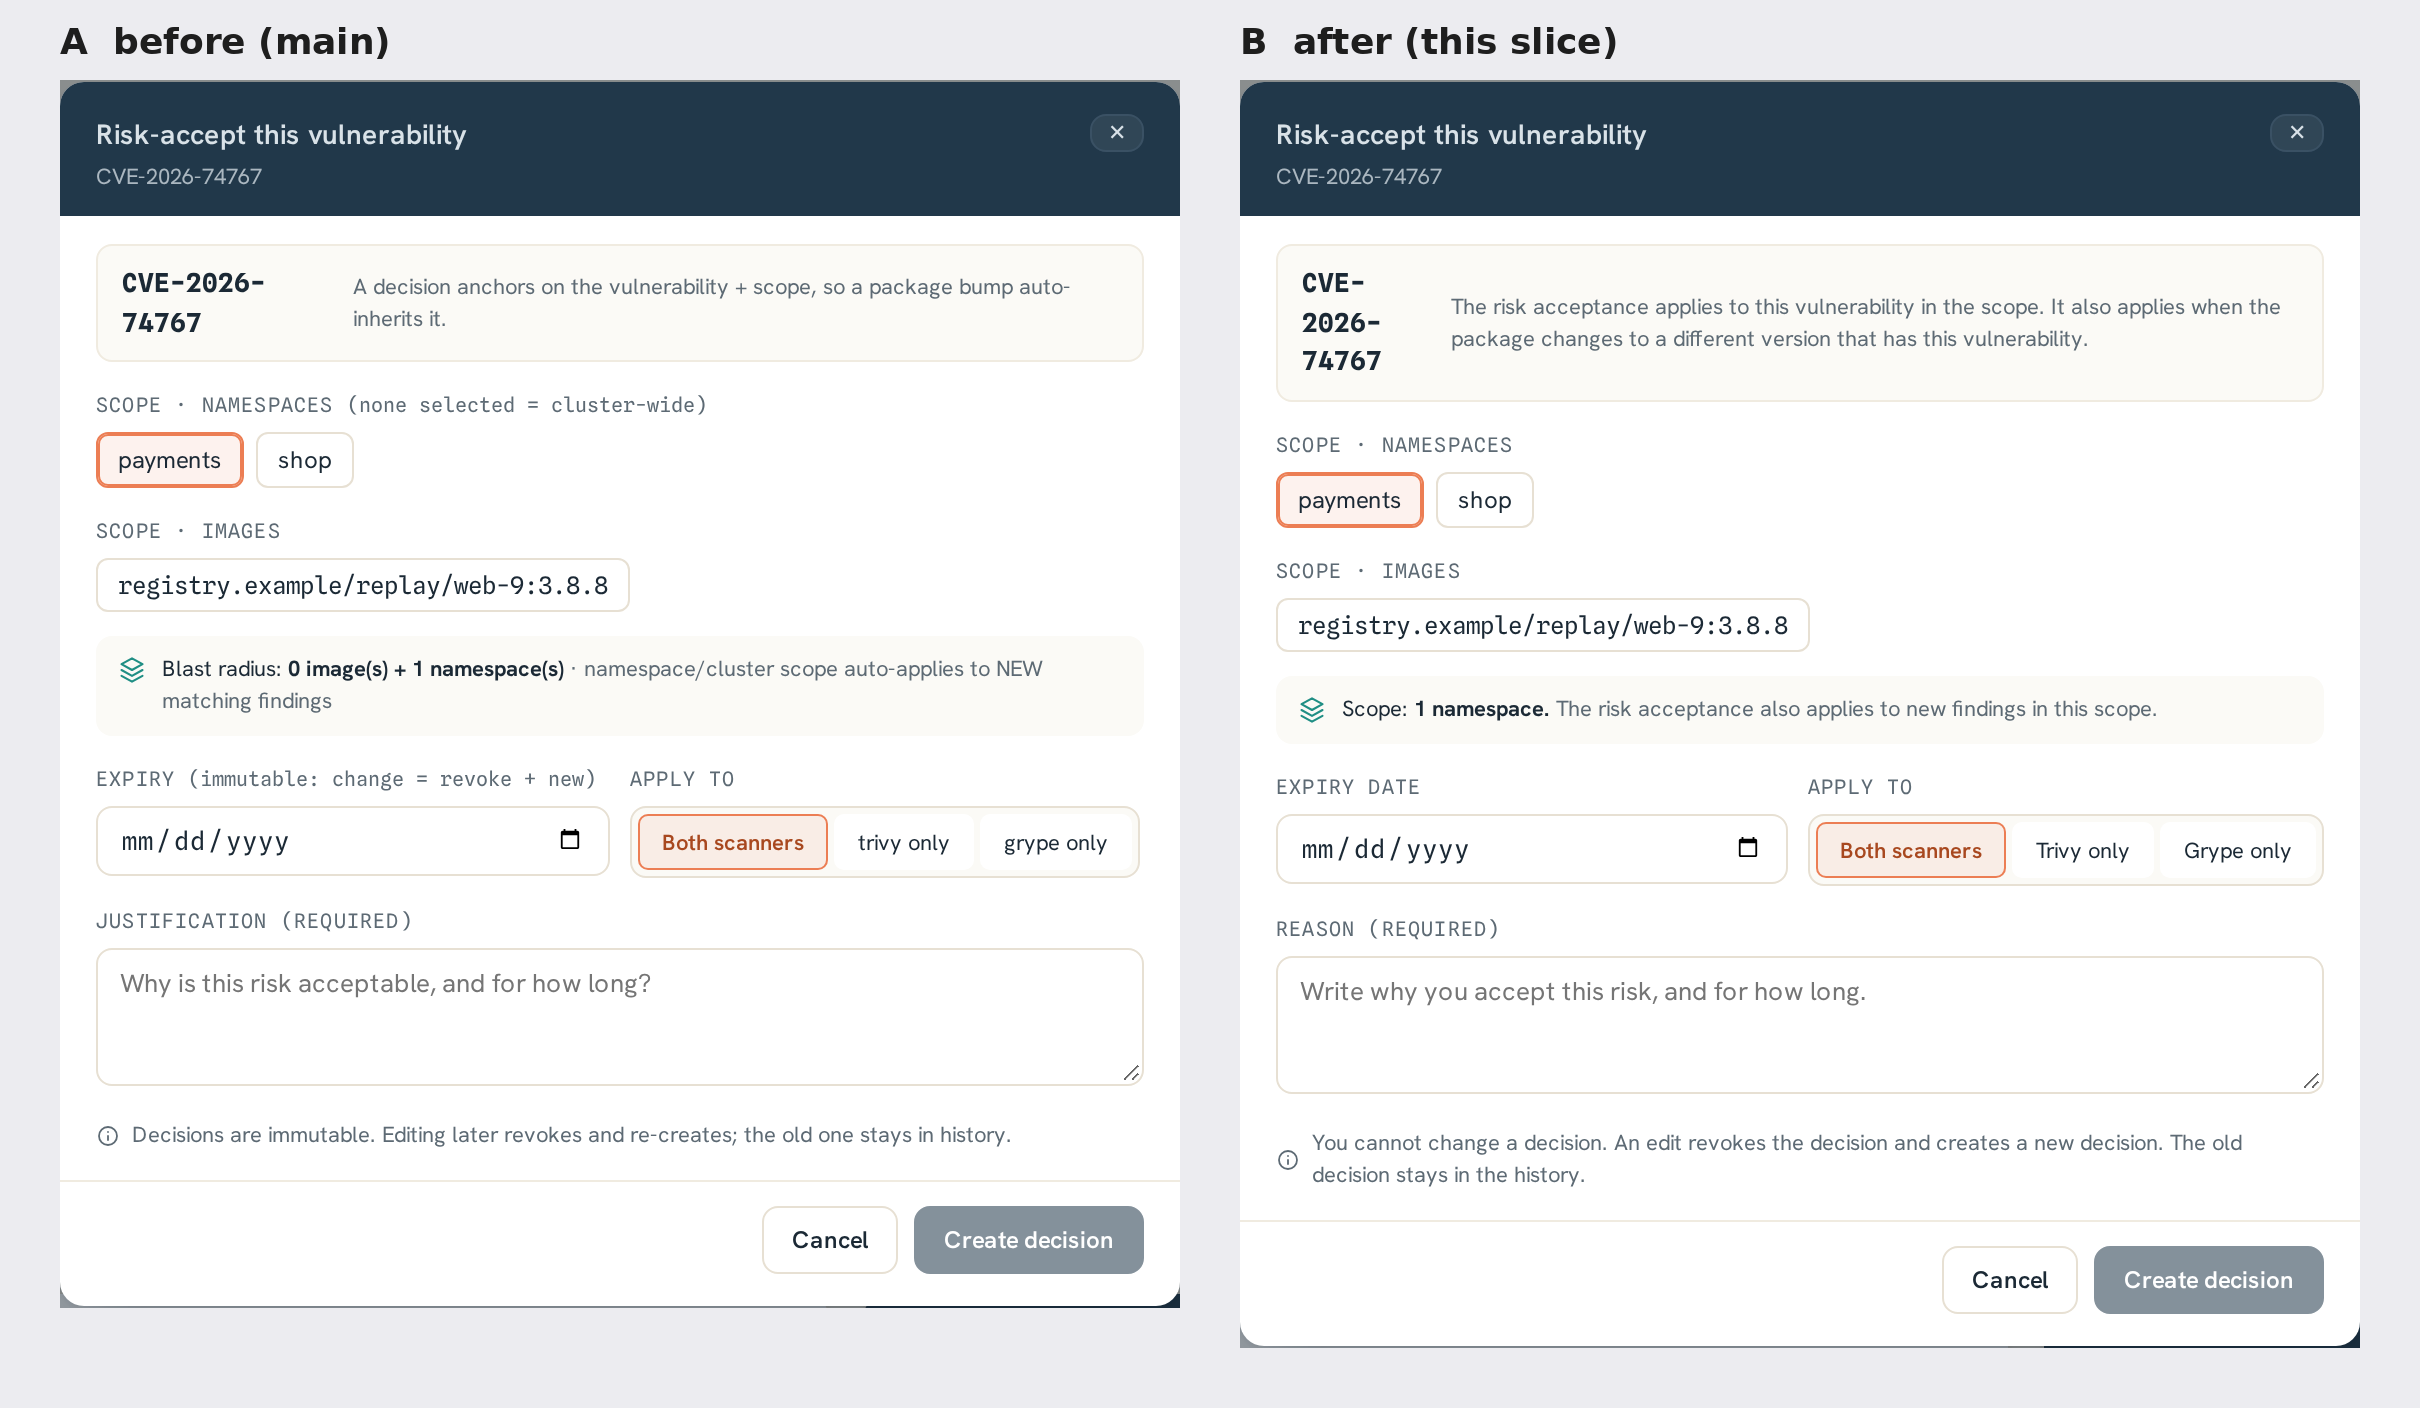 A before (main)
Risk-accept this vulnerability
✕
CVE-2026-74767
CVE-2026-
74767
A decision anchors on the vulnerability + scope, so a package bump auto-
inherits it.
SCOPE · NAMESPACES (none selected = cluster-wide)
payments
shop
SCOPE · IMAGES
registry.example/replay/web-9:3.8.8
Blast radius: 0 image(s) + 1 namespace(s) · namespace/cluster scope auto-applies to NEW
matching findings
EXPIRY (immutable: change = revoke + new)
APPLY TO
mm/dd/yyyy
Both scanners
trivy only
grype only
JUSTIFICATION (REQUIRED)
Why is this risk acceptable, and for how long?
Decisions are immutable. Editing later revokes and re-creates; the old one stays in history.
Cancel
Create decision
B after (this slice)
Risk-accept this vulnerability
✕
CVE-2026-74767
CVE-
2026-
74767
The risk acceptance applies to this vulnerability in the scope. It also applies when the
package changes to a different version that has this vulnerability.
SCOPE · NAMESPACES
payments
shop
SCOPE · IMAGES
registry.example/replay/web-9:3.8.8
Scope: 1 namespace. The risk acceptance also applies to new findings in this scope.
EXPIRY DATE
APPLY TO
mm/dd/yyyy
Both scanners
Trivy only
Grype only
REASON (REQUIRED)
Write why you accept this risk, and for how long.
You cannot change a decision. An edit revokes the decision and creates a new decision. The old
decision stays in the history.
Cancel
Create decision